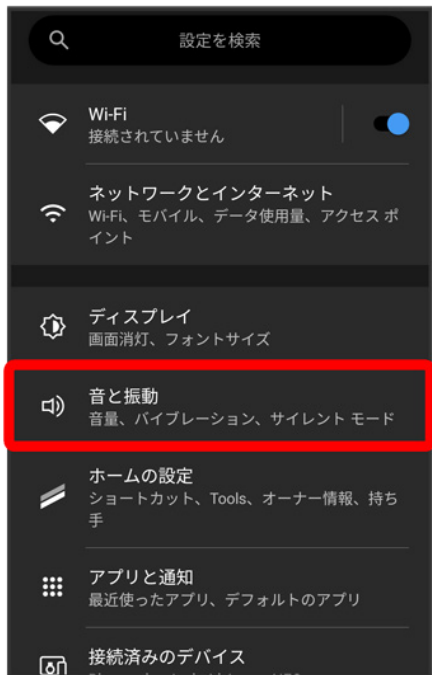 設定を検索
Wi-Fi
接続されていません
ネットワークとインターネット
Wi-Fi、モバイル、データ使用量、アクセス ポ
イント
ディスプレイ
画面消灯、フォントサイズ
音と振動
音量、バイブレーション、サイレント モード
ホームの設定
ショートカット、Tools、オーナー情報、持ち
手
アプリと通知
最近使ったアプリ、デフォルトのアプリ
接続済みのデバイス